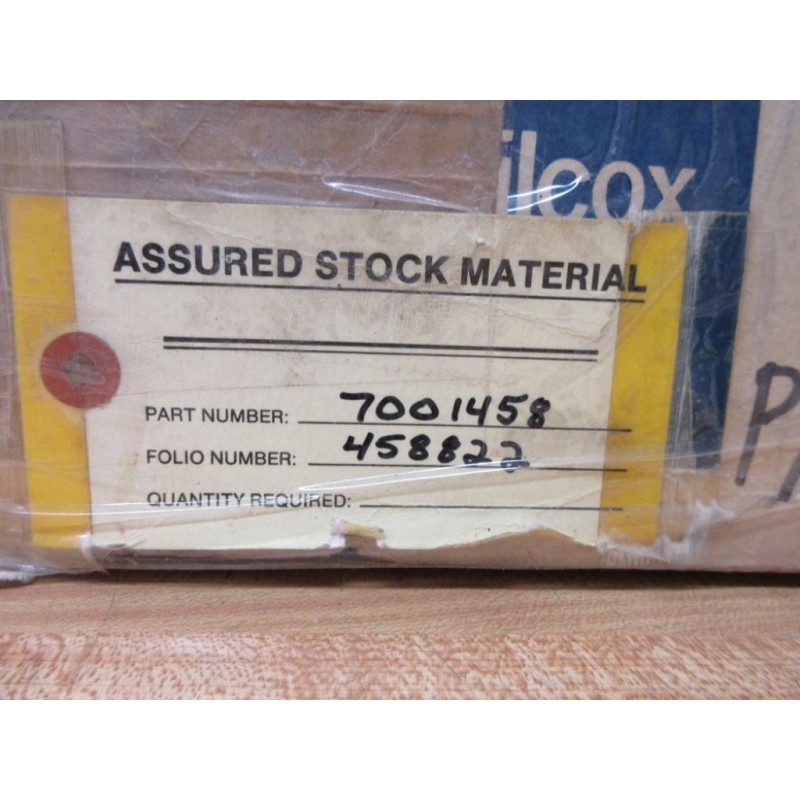 ilcox
ASSURED STOCK MATERIAL
PART NUMBER: 7001458
FOLIO NUMBER: 458822
QUANTITY REQUIRED:
P